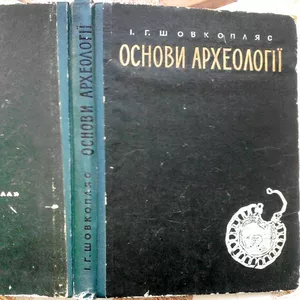 І. Г. ШОВКОПЛЯС
ОСНОВИ АРХЕОЛОГІЇ
І. Г. ШОВКОПЛЯС ОСНОВИ АРХЕОЛОГІЇ